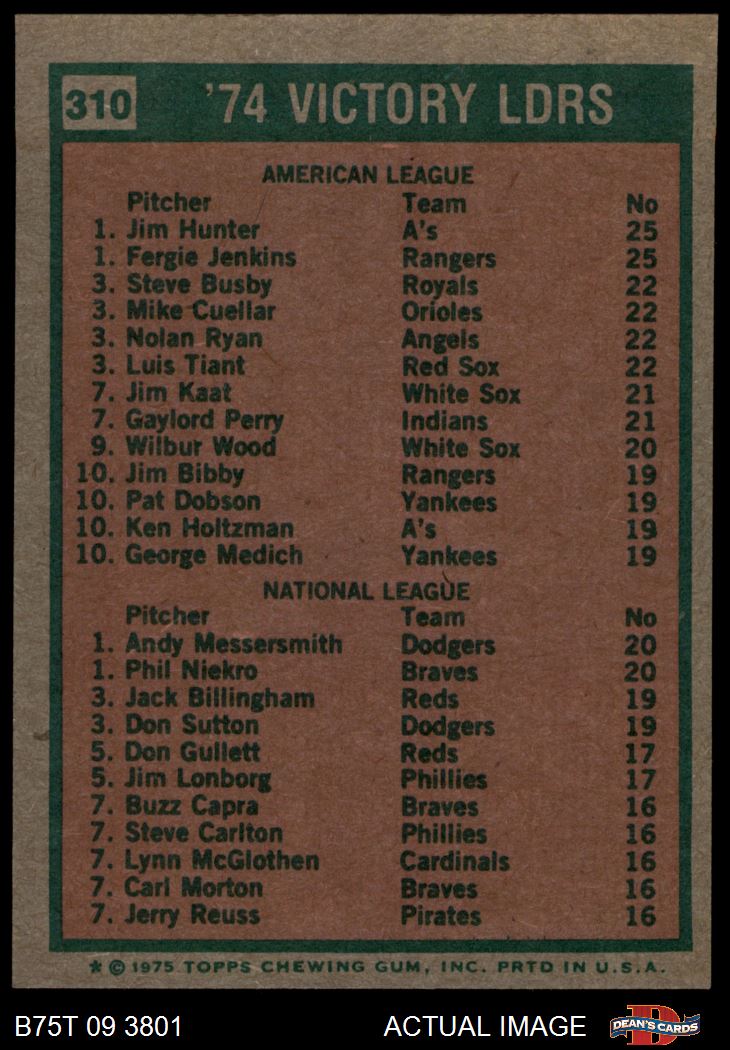 310 '74 VICTORY LDRS
AMERICAN LEAGUE
Pitcher Team No
1. Jim Hunter A's 25
1. Fergie Jenkins Rangers 25
3. Steve Busby Royals 22
3. Mike Cuellar Orioles 22
3. Nolan Ryan Angels 22
3. Luis Tiant Red Sox 22
7. Jim Kaat White Sox 21
7. Gaylord Perry Indians 21
9. Wilbur Wood White Sox 20
10. Jim Bibby Rangers 19
10. Pat Dobson Yankees 19
10. Ken Holtzman A's 19
10. George Medich Yankees 19
NATIONAL LEAGUE
Pitcher Team No
1. Andy Messersmith Dodgers 20
1. Phil Niekro Braves 20
3. Jack Billingham Reds 19
3. Don Sutton Dodgers 19
5. Don Gullett Reds 17
5. Jim Lonborg Phillies 17
7. Buzz Capra Braves 16
7. Steve Carlton Phillies 16
7. Lynn McGlothen Cardinals 16
7. Carl Morton Braves 16
7. Jerry Reuss Pirates 16
* © 1975 TOPPS CHEWING GUM, INC. PRTD IN U.S.A.
B75T 09 3801 ACTUAL IMAGE D DEAN'S CARDS